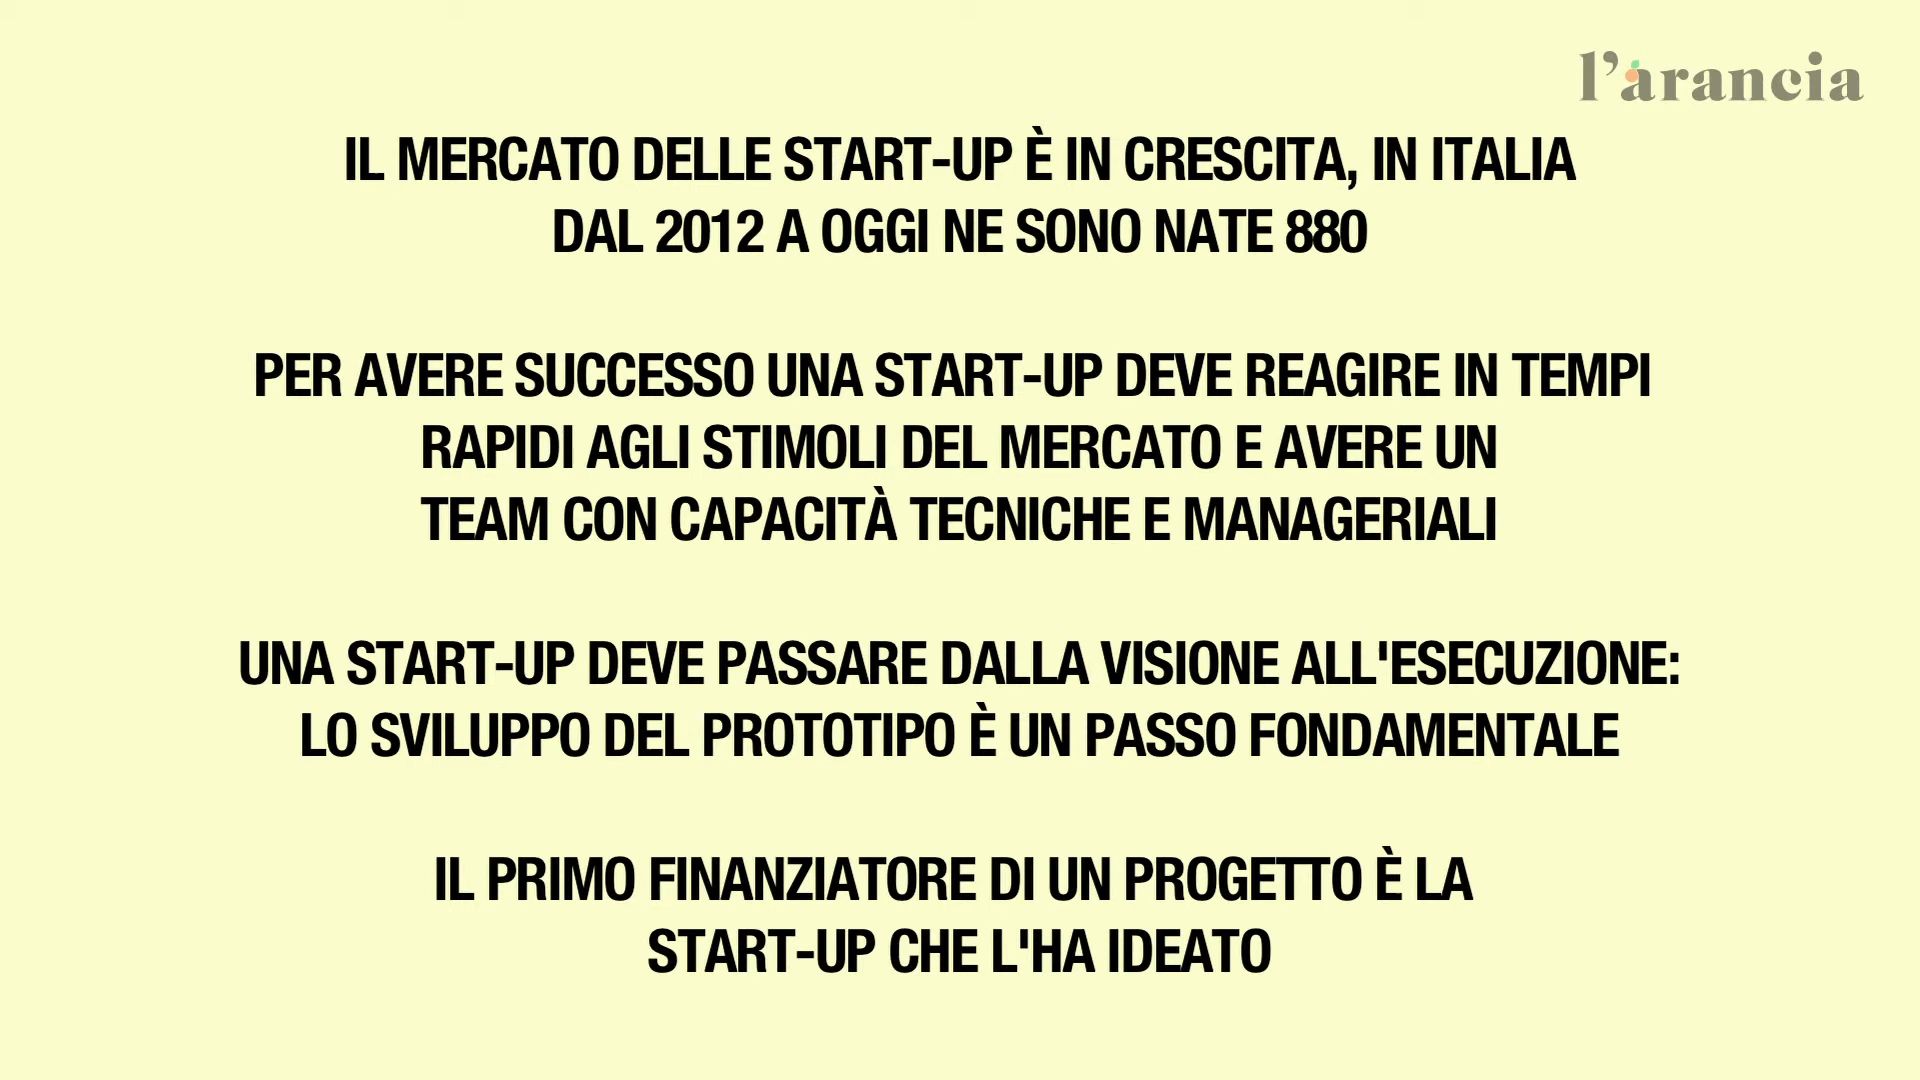 l'arancia
IL MERCATO DELLE START-UP È IN CRESCITA, IN ITALIA
DAL 2012 A OGGI NE SONO NATE 880
PER AVERE SUCCESSO UNA START-UP DEVE REAGIRE IN TEMPI
RAPIDI AGLI STIMOLI DEL MERCATO E AVERE UN
TEAM CON CAPACITÀ TECNICHE E MANAGERIALI
UNA START-UP DEVE PASSARE DALLA VISIONE ALL'ESECUZIONE:
LO SVILUPPO DEL PROTOTIPO È UN PASSO FONDAMENTALE
IL PRIMO FINANZIATORE DI UN PROGETTO È LA
START-UP CHE L'HA IDEATO